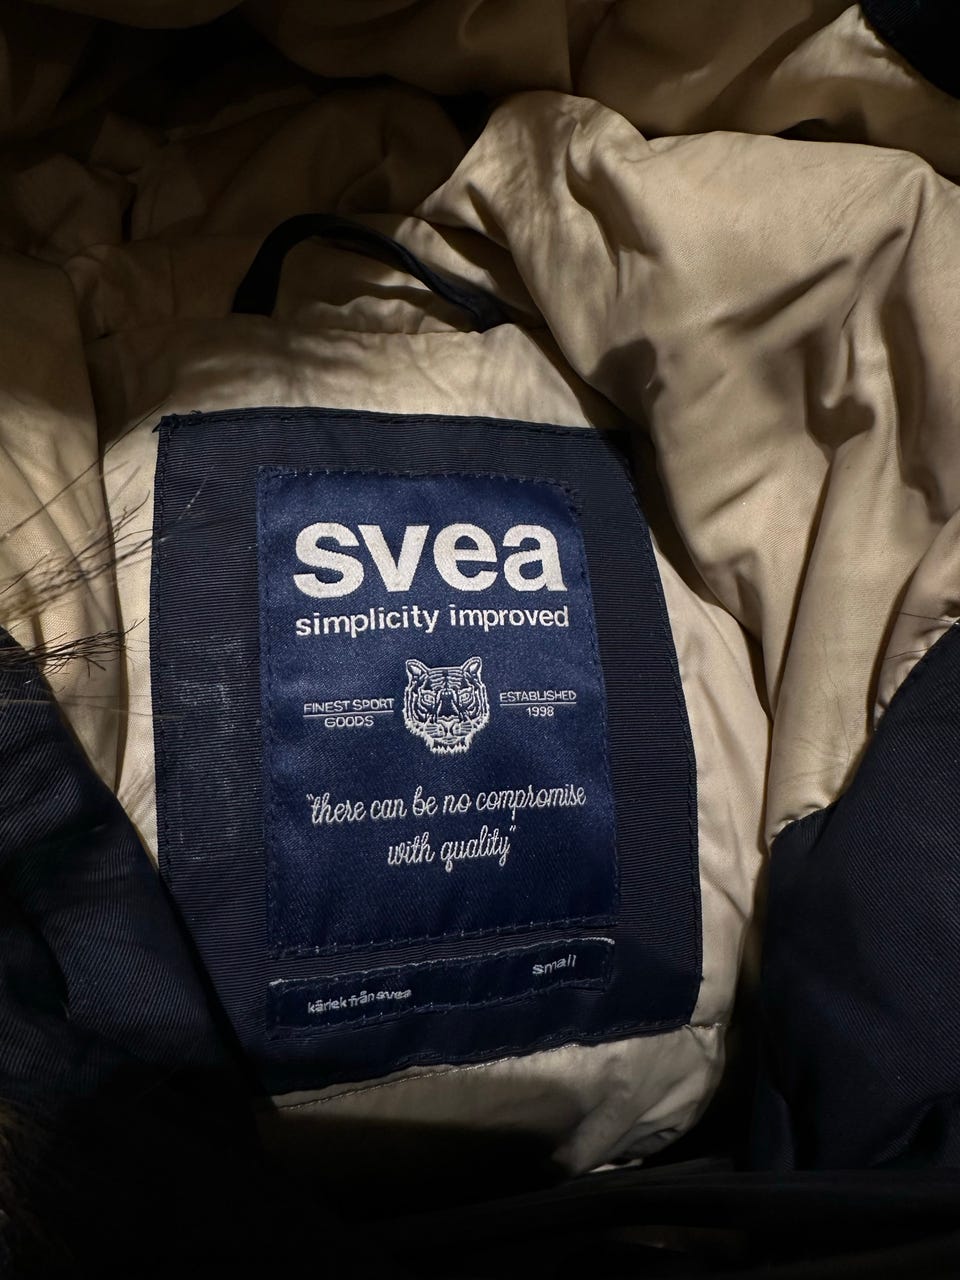 svea
simplicity improved
FINEST SPORT
GOODS
ESTABLISHED
1998
"there can be no compromise
with quality"
small
kärlek från svea